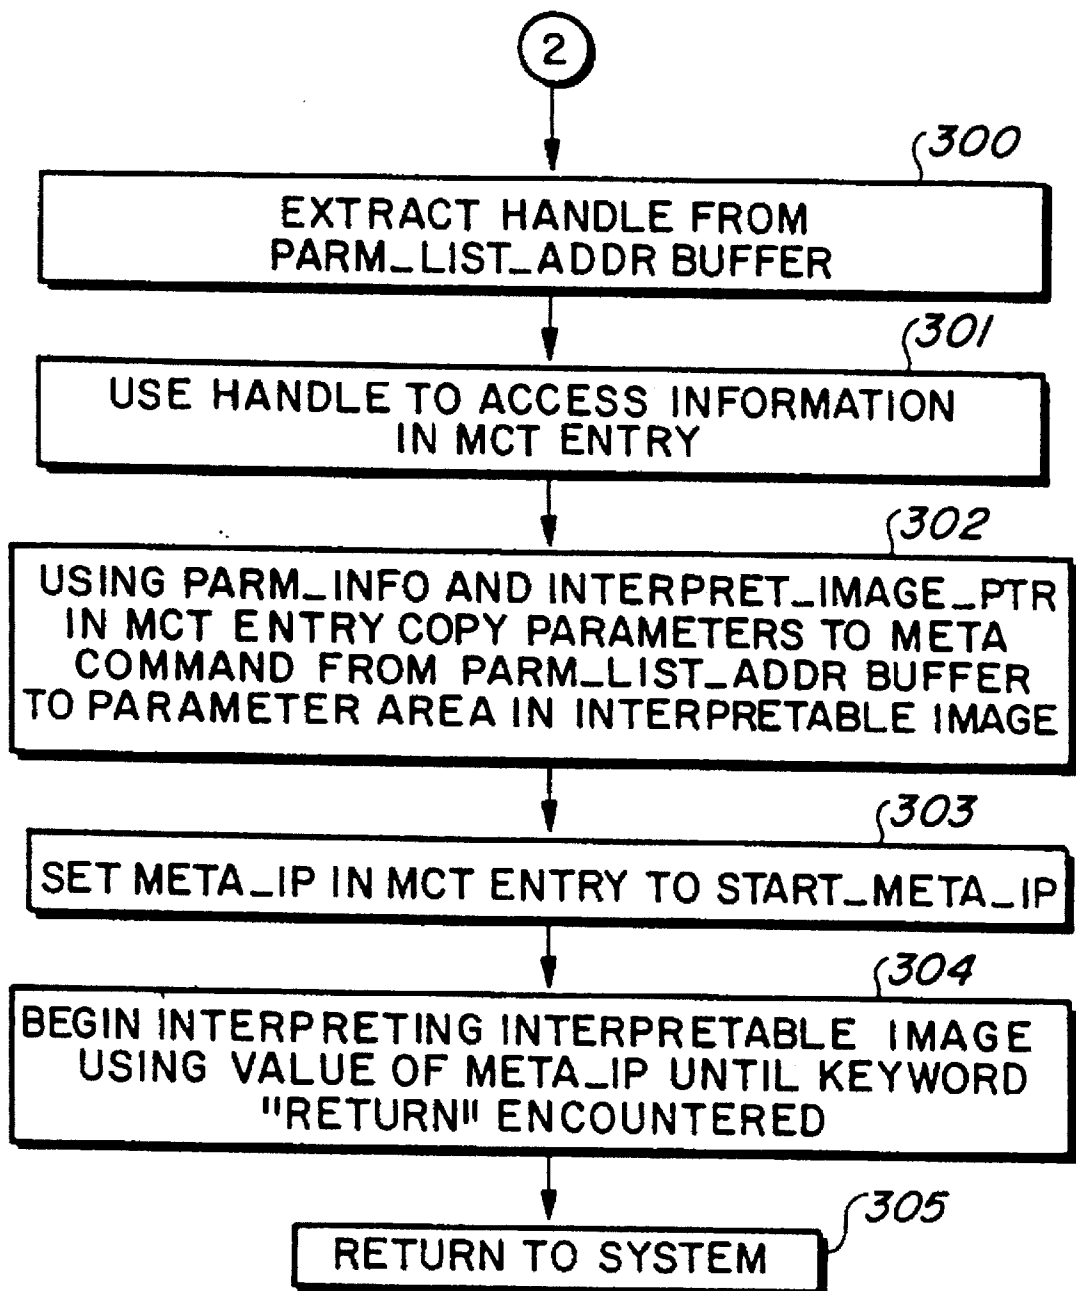 2
300
EXTRACT HANDLE FROM
PARM_LIST_ADDR BUFFER
301
USE HANDLE TO ACCESS INFORMATION
IN MCT ENTRY
302
USING PARM_INFO AND INTERPRET_IMAGE_PTR
IN MCT ENTRY COPY PARAMETERS TO META
COMMAND FROM PARM_LIST_ADDR BUFFER
TO PARAMETER AREA IN INTERPRETABLE IMAGE
303
SET META_IP IN MCT ENTRY TO START_META_IP
304
BEGIN INTERPRETING INTERPRETABLE IMAGE
USING VALUE OF META_IP UNTIL KEYWORD
"RETURN" ENCOUNTERED
305
RETURN TO SYSTEM